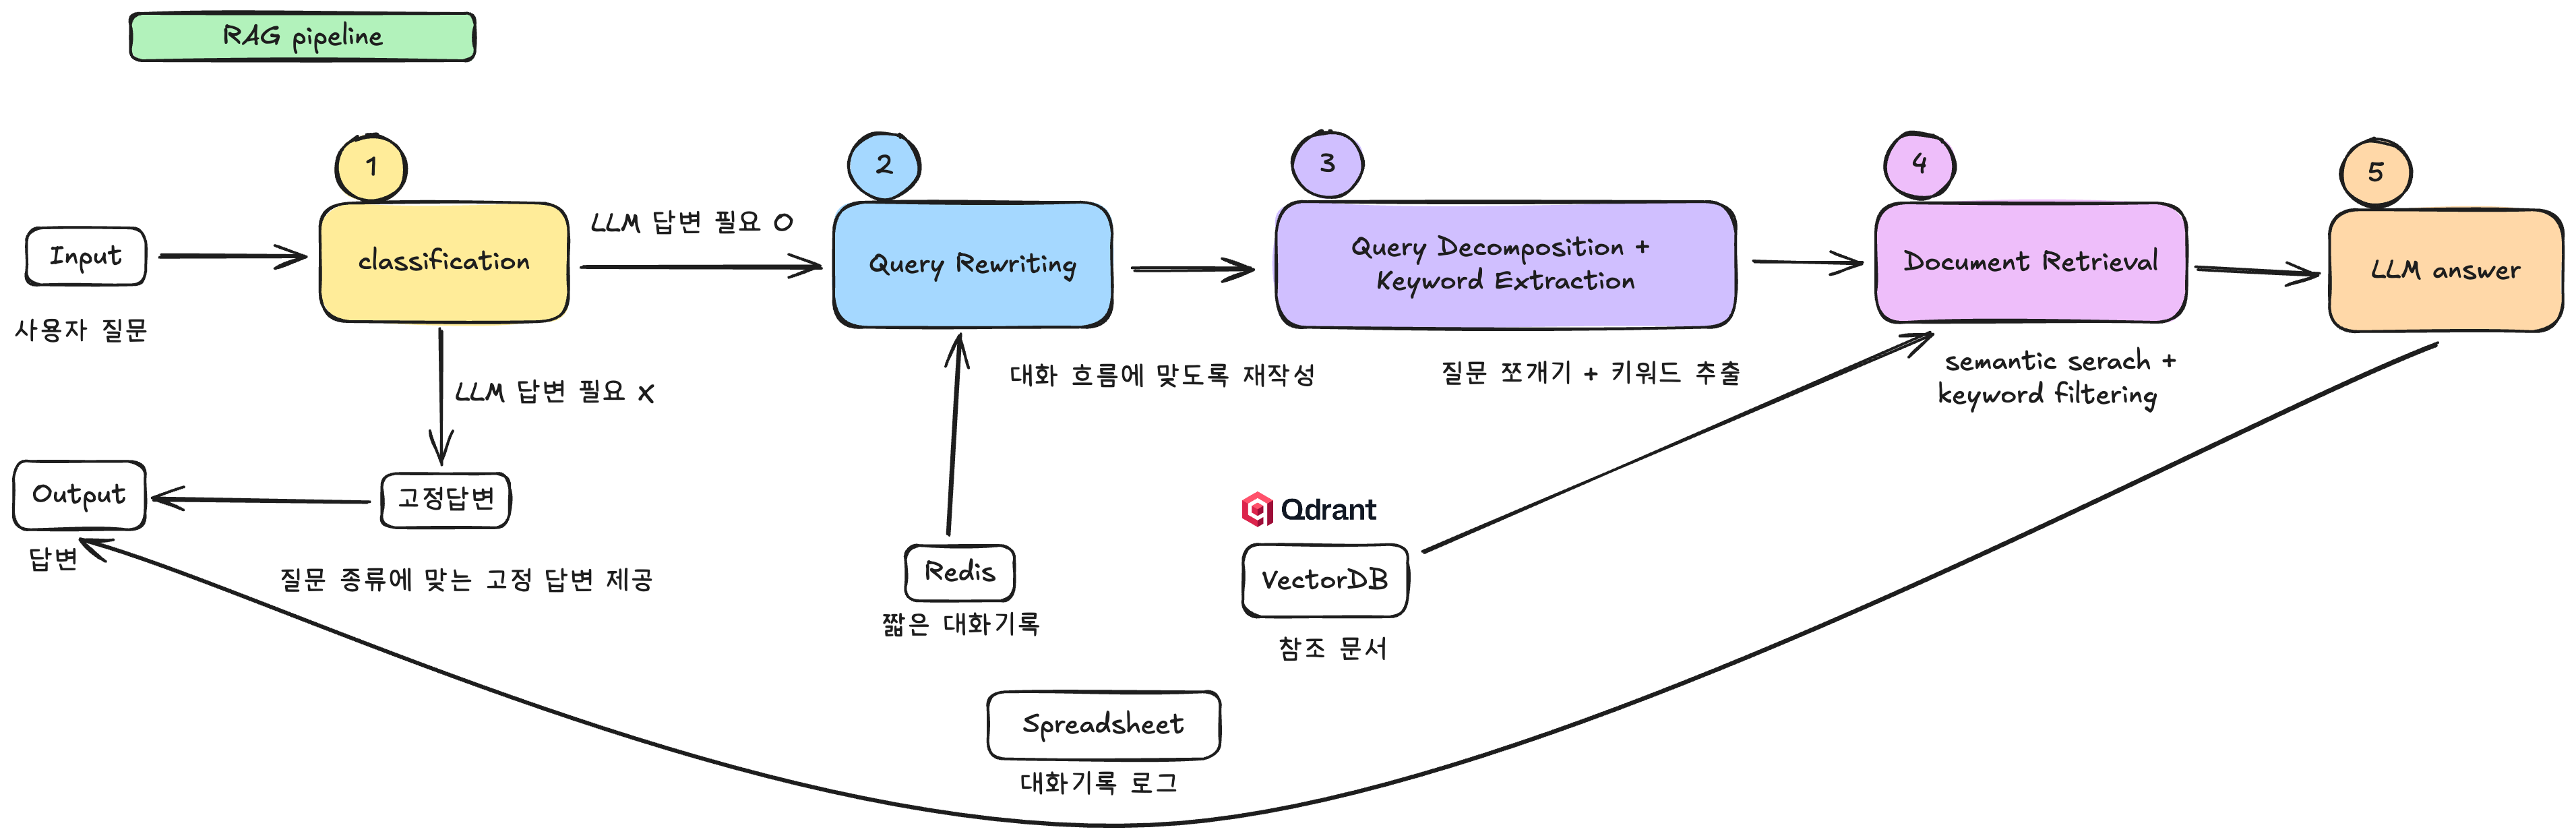 RAG pipeline
1
2
3
4
5
Input
사용자 질문
classification
LLM 답변 필요 O
Query Rewriting
Query Decomposition +
Keyword Extraction
Document Retrieval
LLM answer
LLM 답변 필요 X
대화 흐름에 맞도록 재작성
질문 쪼개기 + 키워드 추출
semantic serach +
keyword filtering
Output
답변
고정답변
질문 종류에 맞는 고정 답변 제공
Redis
짧은 대화기록
Qdrant
VectorDB
참조 문서
Spreadsheet
대화기록 로그